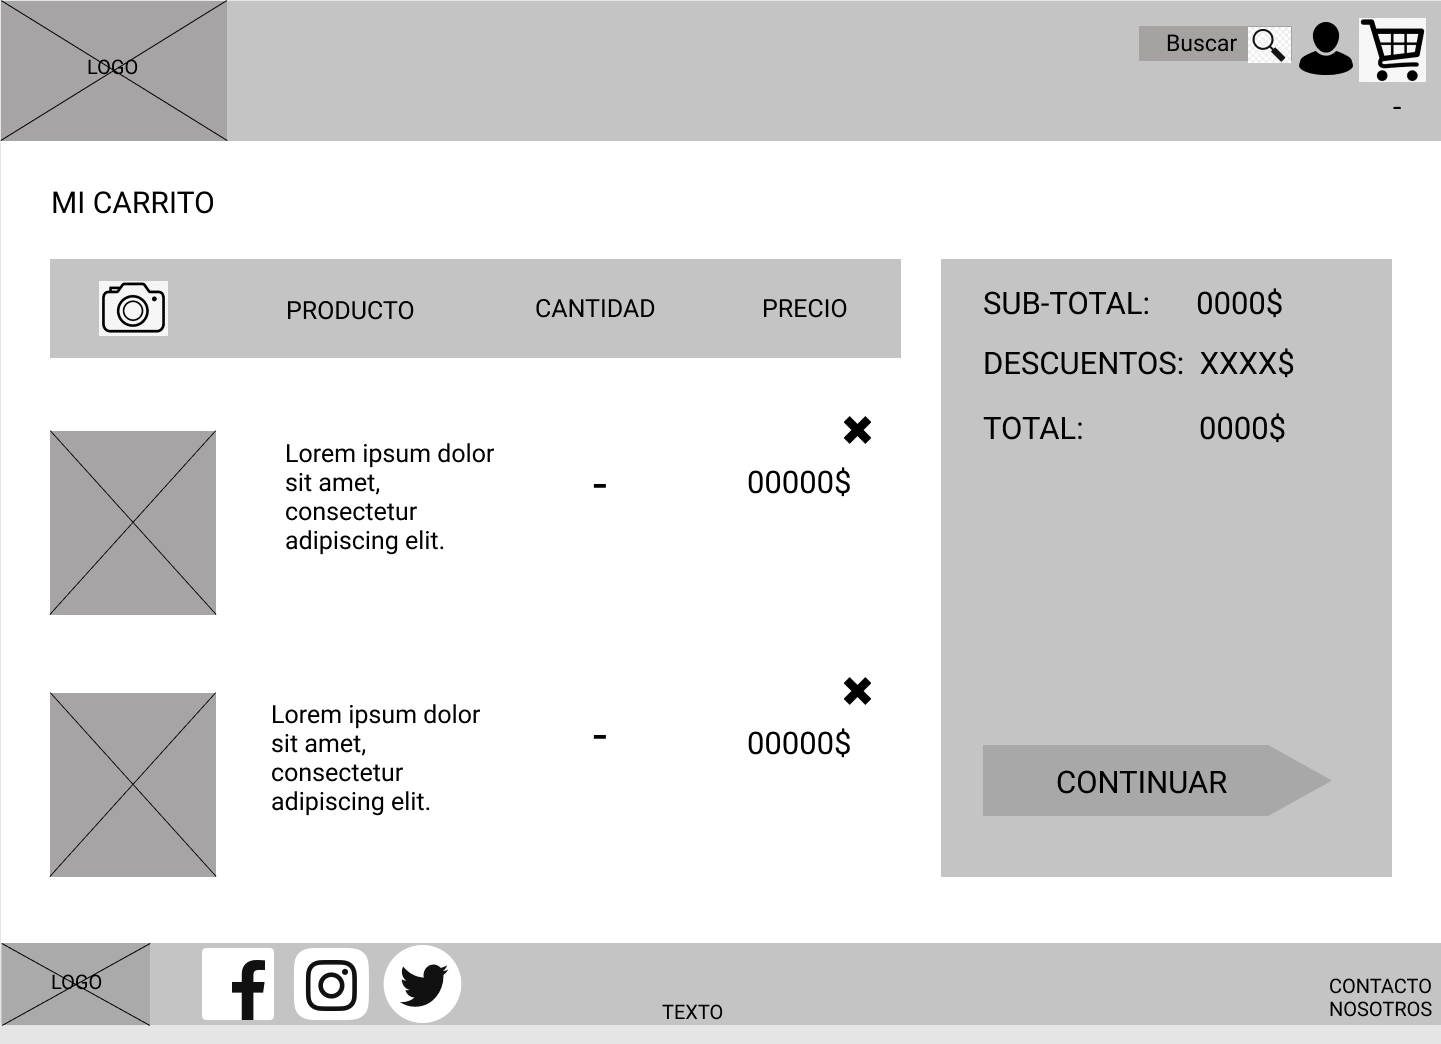 LOGO
Buscar
-
MI CARRITO
PRODUCTO
CANTIDAD
PRECIO
Lorem ipsum dolor
sit amet,
consectetur
adipiscing elit.
-
00000$
Lorem ipsum dolor
sit amet,
consectetur
adipiscing elit.
-
00000$
SUB-TOTAL: 0000$
DESCUENTOS: XXXX$
TOTAL: 0000$
CONTINUAR
LOGO
TEXTO
CONTACTO
NOSOTROS